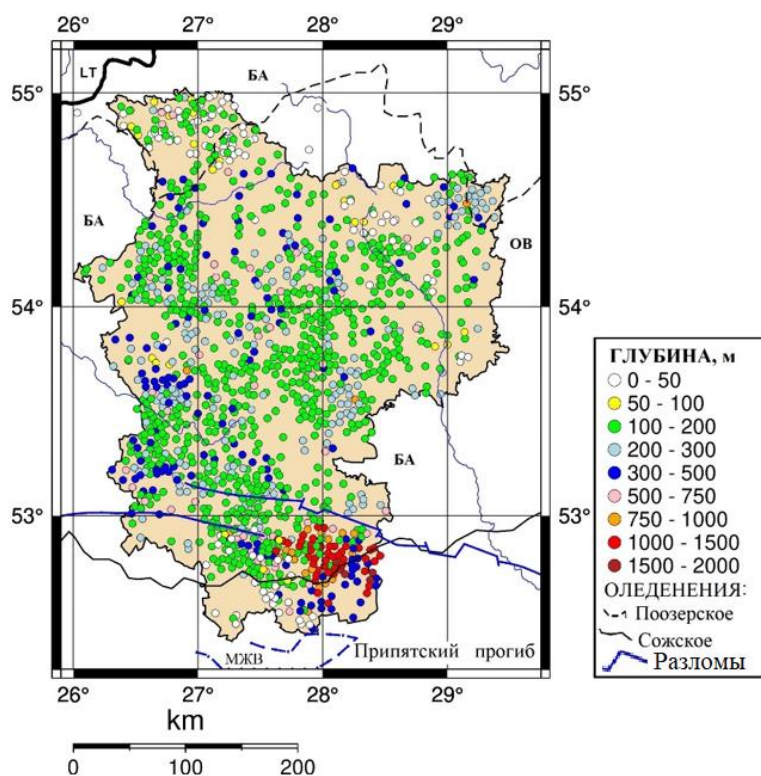 26° 27° 28° 29°
LT
БА
55°
55°
БА
ОВ
54°
54°
БА
53°
53°
МЖВ
Припятский прогиб
26° 27° 28° 29°
km
0 100 200
ГЛУБИНА, м
0 - 50
50 - 100
100 - 200
200 - 300
300 - 500
500 - 750
750 - 1000
1000 - 1500
1500 - 2000
ОЛЕДЕНЕНИЯ:
Поозерское
Сожское
Разломы